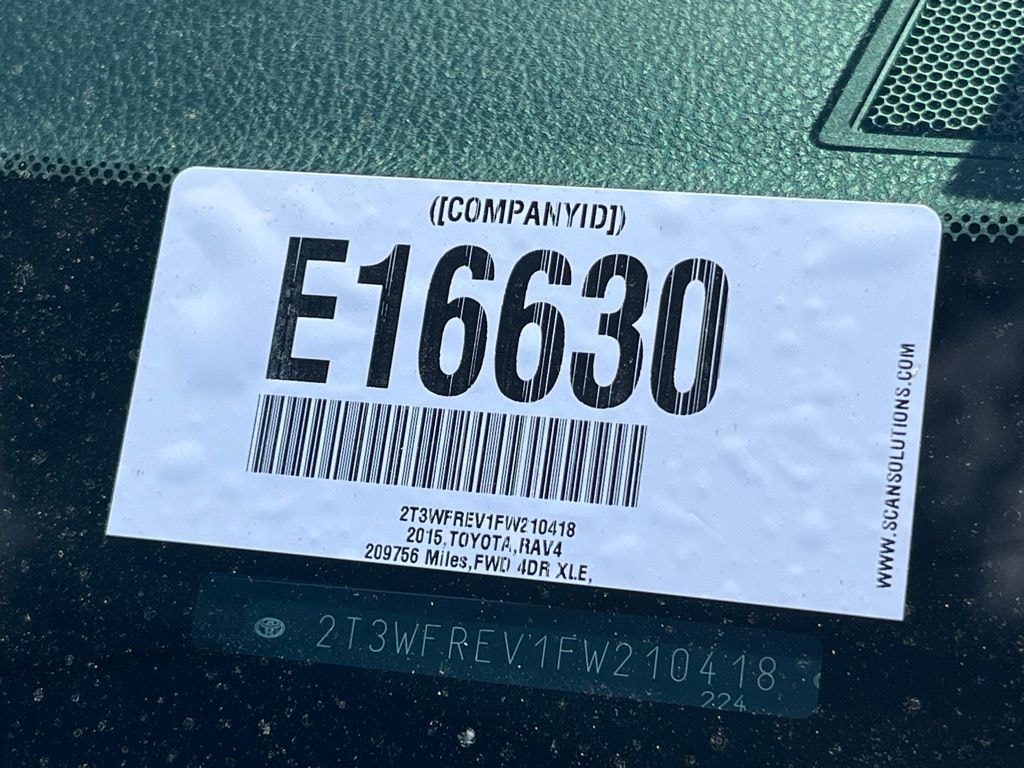 ([COMPANYID])
E16630
2T3WFREV1FW210418
2015,TOYOTA,RAV4
209756 Miles,FWD 4DR XLE,
WWW.SCANSOLUTIONS.COM
2T3WFREV1FW210418
224